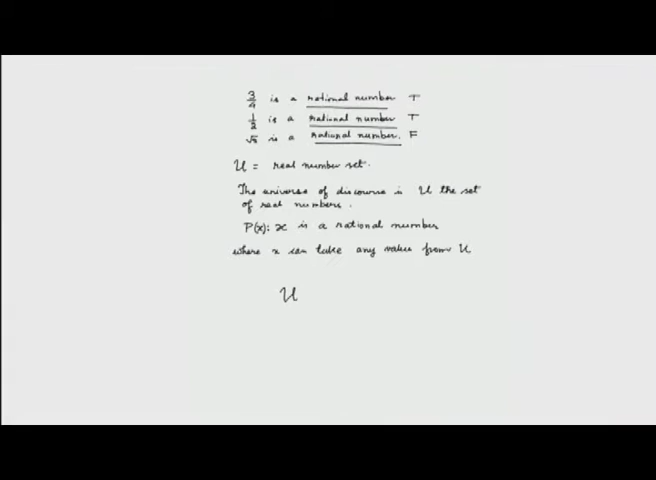 3/4 is a rational number T
1/2 is a rational number T
is a rational number. F
U = real number set.
The universe of discourse is U the set
of real numbers.
P(x): x is a rational number
where x can take any value from U
U